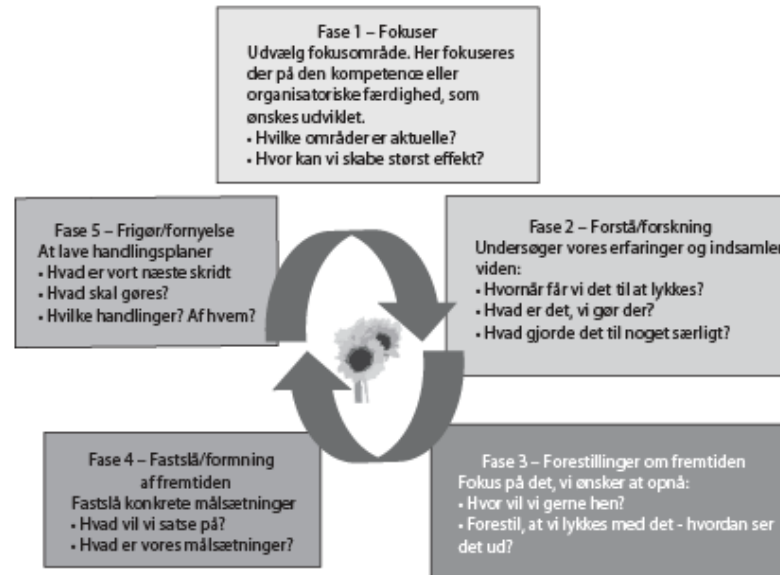 Fase 1 – Fokuser
Udvælg fokusområde. Her fokuseres
der på den kompetence eller
organisatoriske færdighed, som
ønskes udviklet.
• Hvilke områder er aktuelle?
• Hvor kan vi skabe størst effekt?
Fase 2 – Forstå/forskning
Undersøger vores erfaringer og indsamler
viden:
• Hvornår får vi det til at lykkes?
• Hvad er det, vi gør der?
• Hvad gjorde det til noget særligt?
Fase 3 – Forestillinger om fremtiden
Fokus på det, vi ønsker at opnå:
• Hvor vil vi gerne hen?
• Forestil, at vi lykkes med det - hvordan ser
det ud?
Fase 4 – Fastslå/formning
af fremtiden
Fastslå konkrete målsætninger
• Hvad vil vi satse på?
• Hvad er vores målsætninger?
Fase 5 – Frigør/fornyelse
At lave handlingsplaner
• Hvad er vort næste skridt
• Hvad skal gøres?
• Hvilke handlinger? Af hvem?